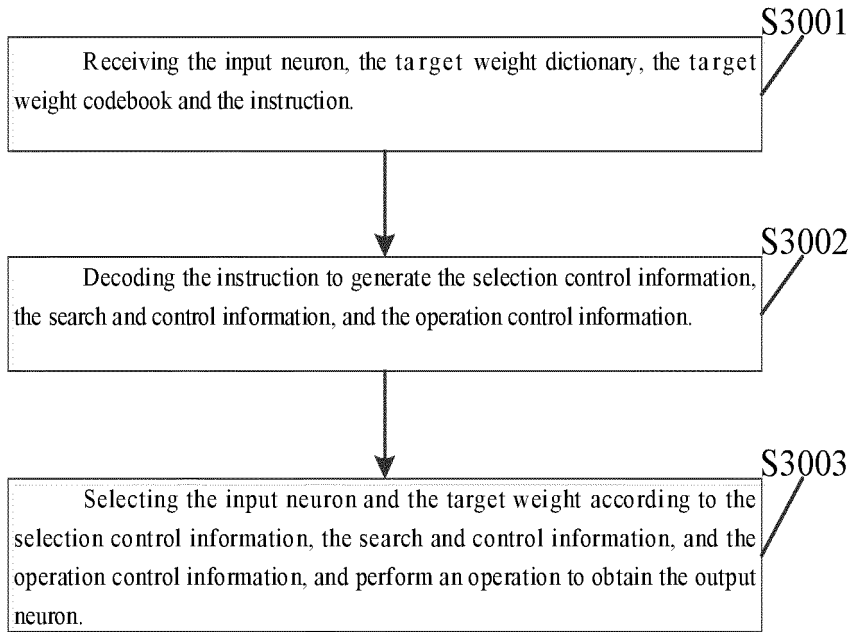 S3001
Receiving the input neuron, the target weight dictionary, the target
weight codebook and the instruction.
S3002
Decoding the instruction to generate the selection control information,
the search and control information, and the operation control information.
S3003
Selecting the input neuron and the target weight according to the
selection control information, the search and control information, and the
operation control information, and perform an operation to obtain the output
neuron.